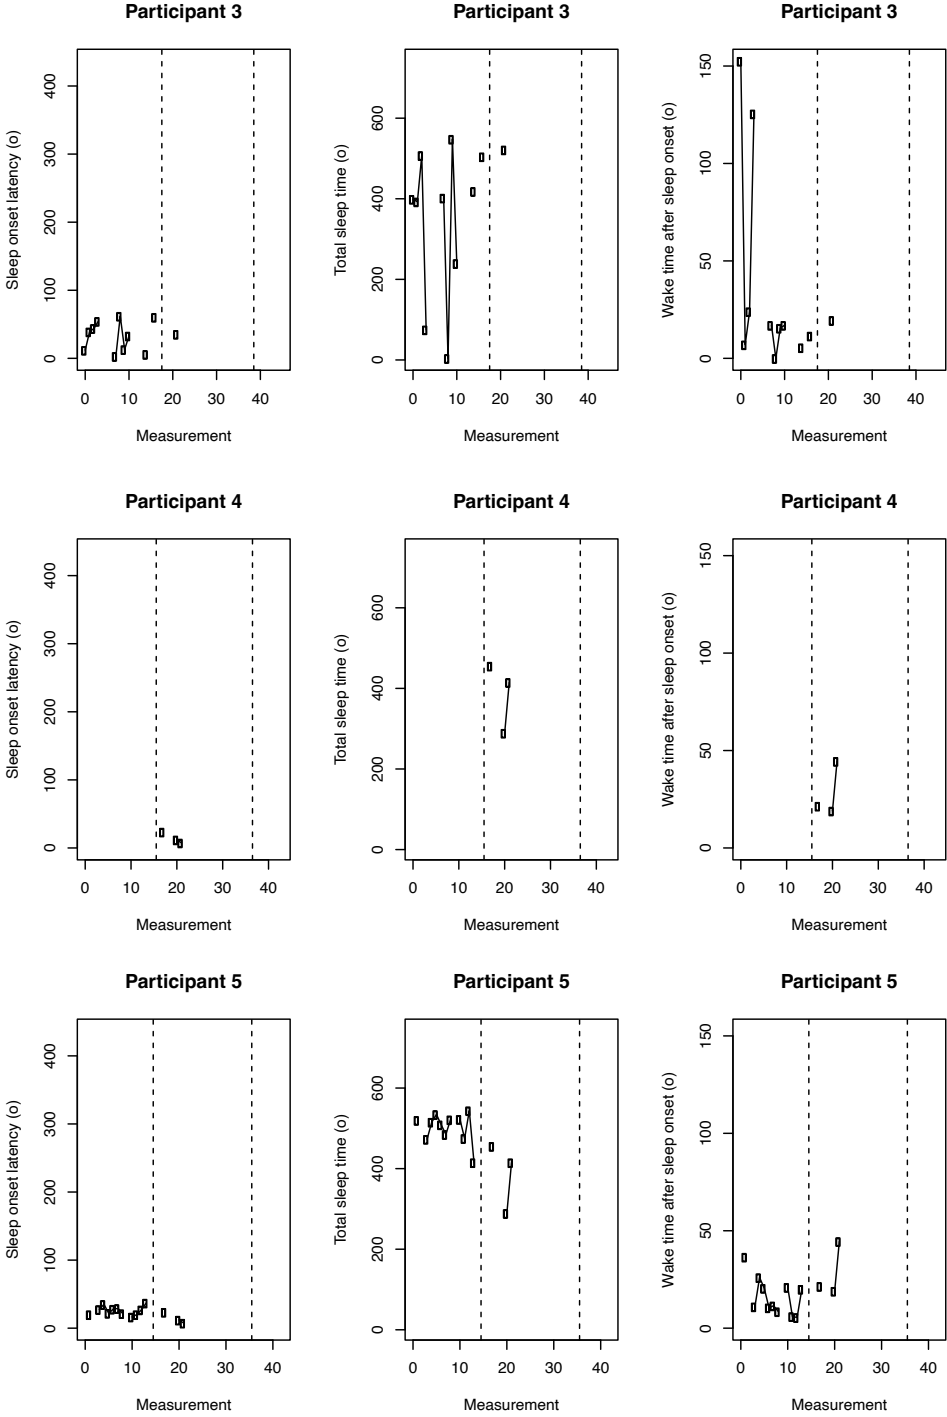 Participant 3
Participant 3
Participant 3
Sleep onset latency (o)
0 100 200 300 400
0 10 20 30 40
Measurement
Total sleep time (o)
0 200 400 600
0 10 20 30 40
Measurement
Wake time after sleep onset (o)
0 50 100 150
0 10 20 30 40
Measurement
Participant 4
Participant 4
Participant 4
Sleep onset latency (o)
0 100 200 300 400
0 10 20 30 40
Measurement
Total sleep time (o)
0 200 400 600
0 10 20 30 40
Measurement
Wake time after sleep onset (o)
0 50 100 150
0 10 20 30 40
Measurement
Participant 5
Participant 5
Participant 5
Sleep onset latency (o)
0 100 200 300 400
0 10 20 30 40
Measurement
Total sleep time (o)
0 200 400 600
0 10 20 30 40
Measurement
Wake time after sleep onset (o)
0 50 100 150
0 10 20 30 40
Measurement